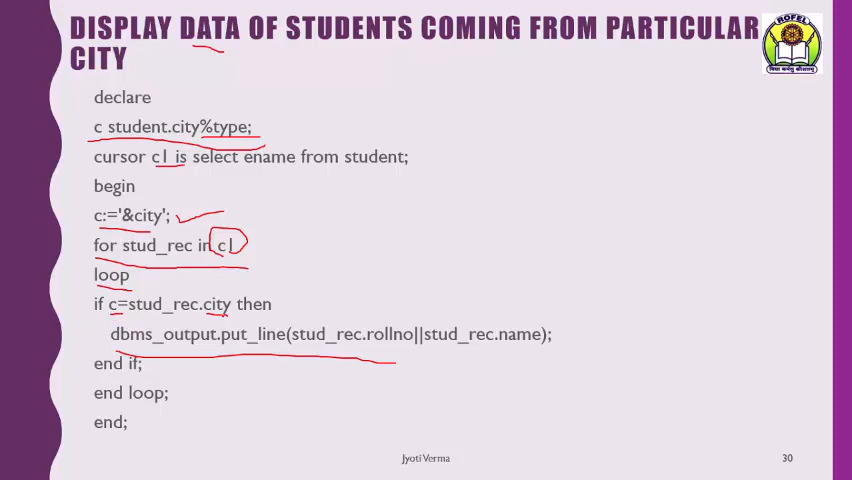 DISPLAY DATA OF STUDENTS COMING FROM PARTICULAR
CITY
ROFEL
declare
c student.city%type;
cursor c1 is select ename from student;
begin
c:='&city';
for stud_rec in c1
loop
if c=stud_rec.city then
dbms_output.put_line(stud_rec.rollno||stud_rec.name);
end if;
end loop;
end;
Jyoti Verma
30